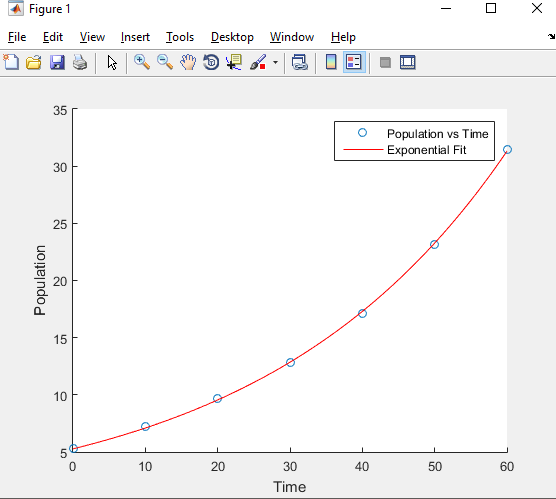 Figure 1
File Edit View Insert Tools Desktop Window Help
35
30
25
20
15
10
5
Population
Population vs Time
Exponential Fit
0 10 20 30 40 50 60
Time